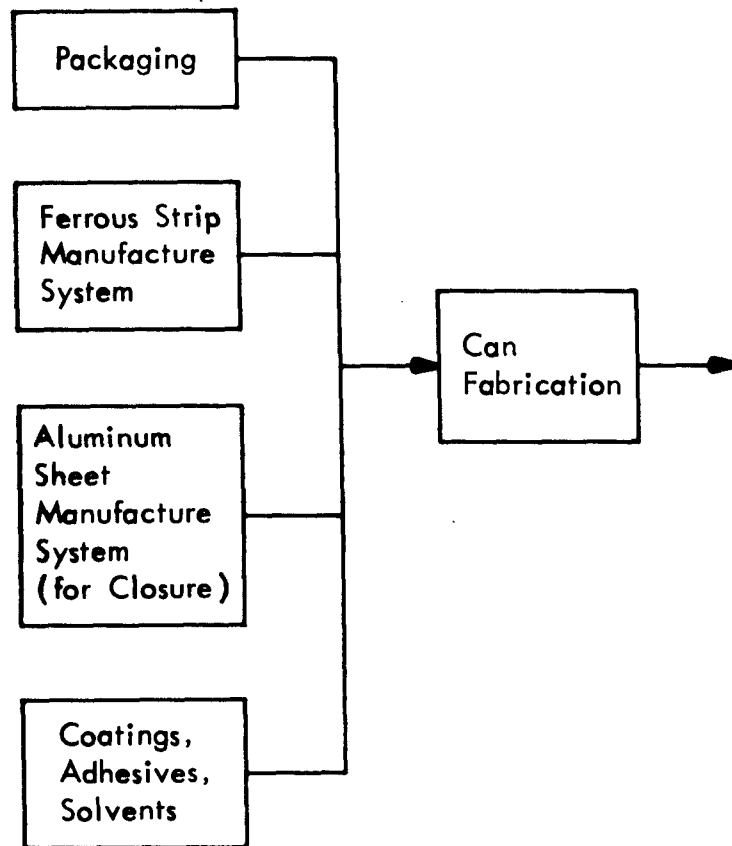 Packaging
Ferrous Strip
Manufacture
System
Aluminum
Sheet
Manufacture
System
(for Closure)
Coatings,
Adhesives,
Solvents
Can
Fabrication